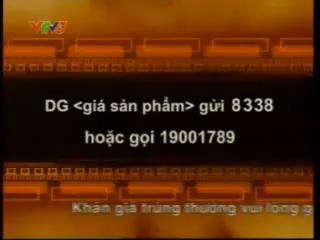 VTV3
DG <giá sản phẩm> gửi 8338
hoặc gọi 19001789
Khán giả trúng thưởng vui lòng g